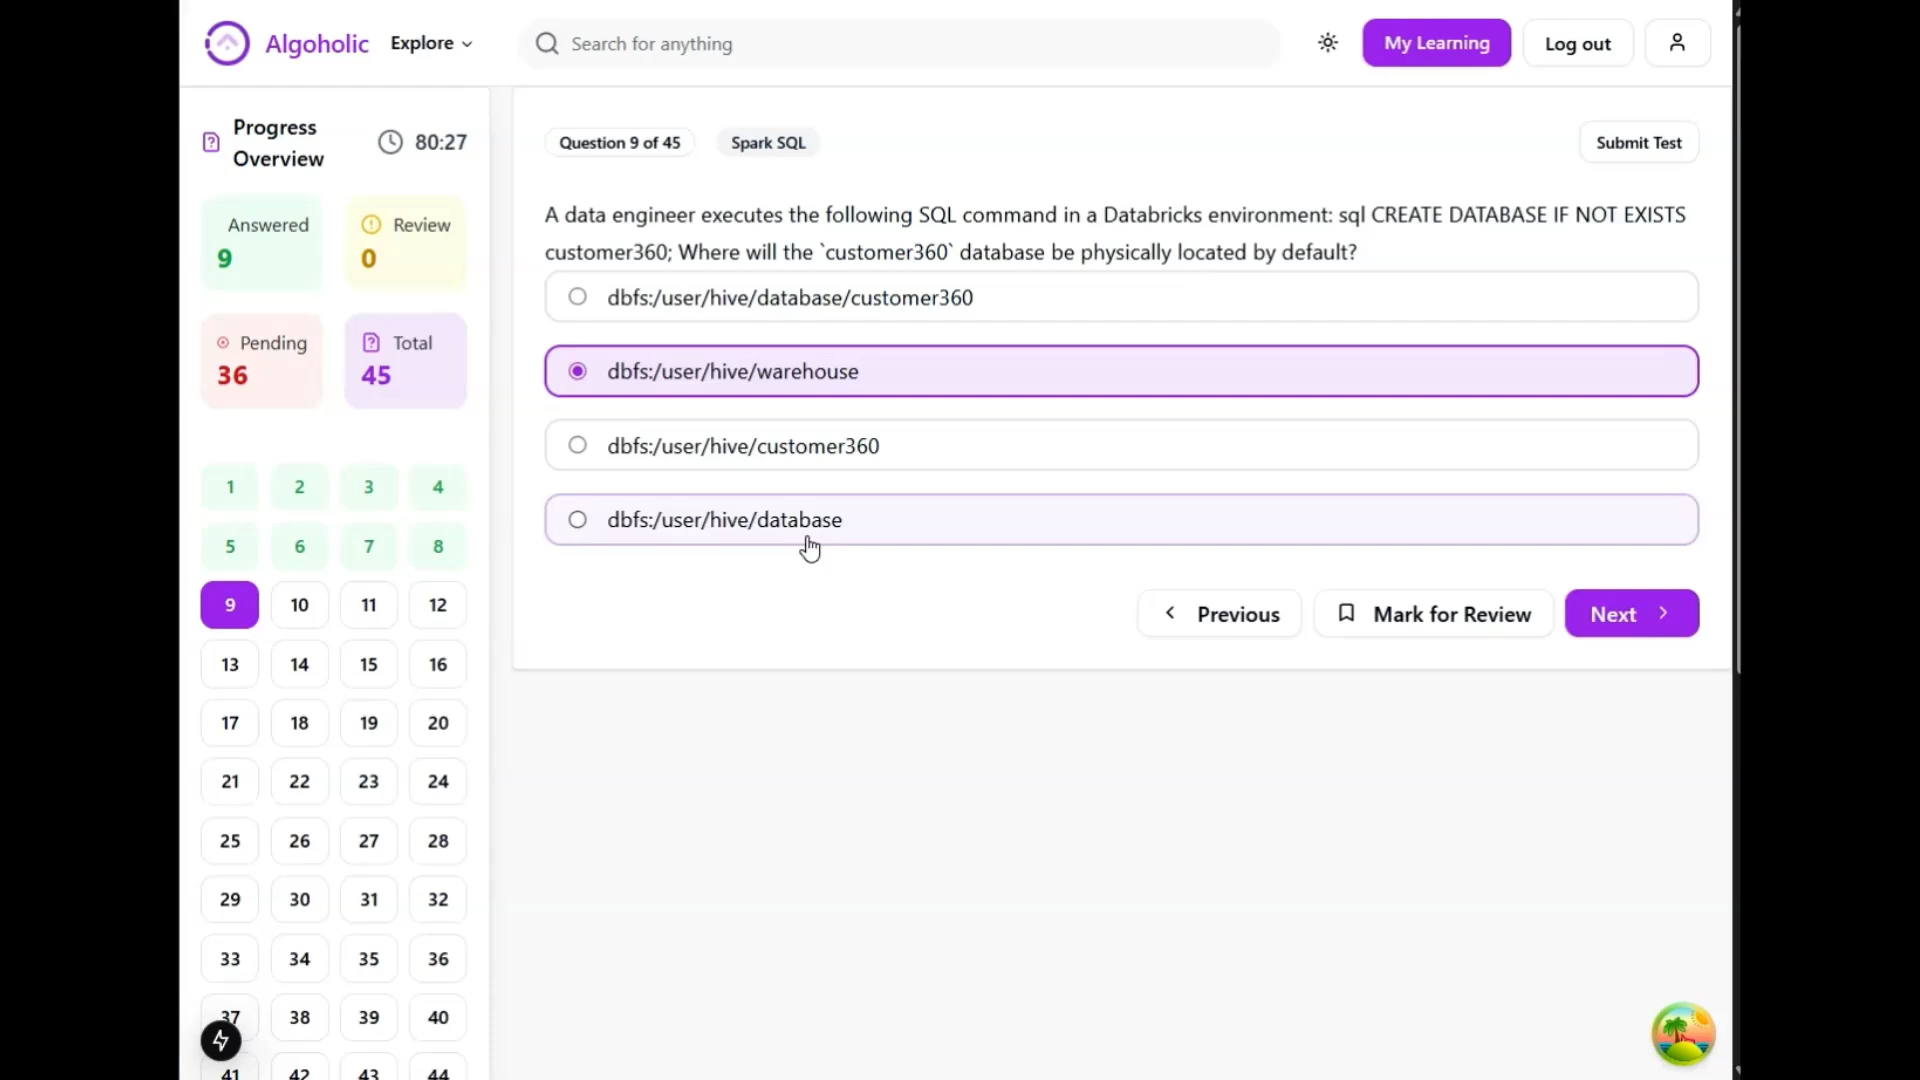 Algoholic
Explore
Search for anything
My Learning
Log out
Progress
Overview
80:27
Answered
9
Review
0
Pending
36
Total
45
1
2
3
4
5
6
7
8
9
10
11
12
13
14
15
16
17
18
19
20
21
22
23
24
25
26
27
28
29
30
31
32
33
34
35
36
37
38
39
40
41
42
43
44
Question 9 of 45
Spark SQL
Submit Test
A data engineer executes the following SQL command in a Databricks environment: sql CREATE DATABASE IF NOT EXISTS
customer360; Where will the `customer360` database be physically located by default?
dbfs:/user/hive/database/customer360
dbfs:/user/hive/warehouse
dbfs:/user/hive/customer360
dbfs:/user/hive/database
Previous
Mark for Review
Next